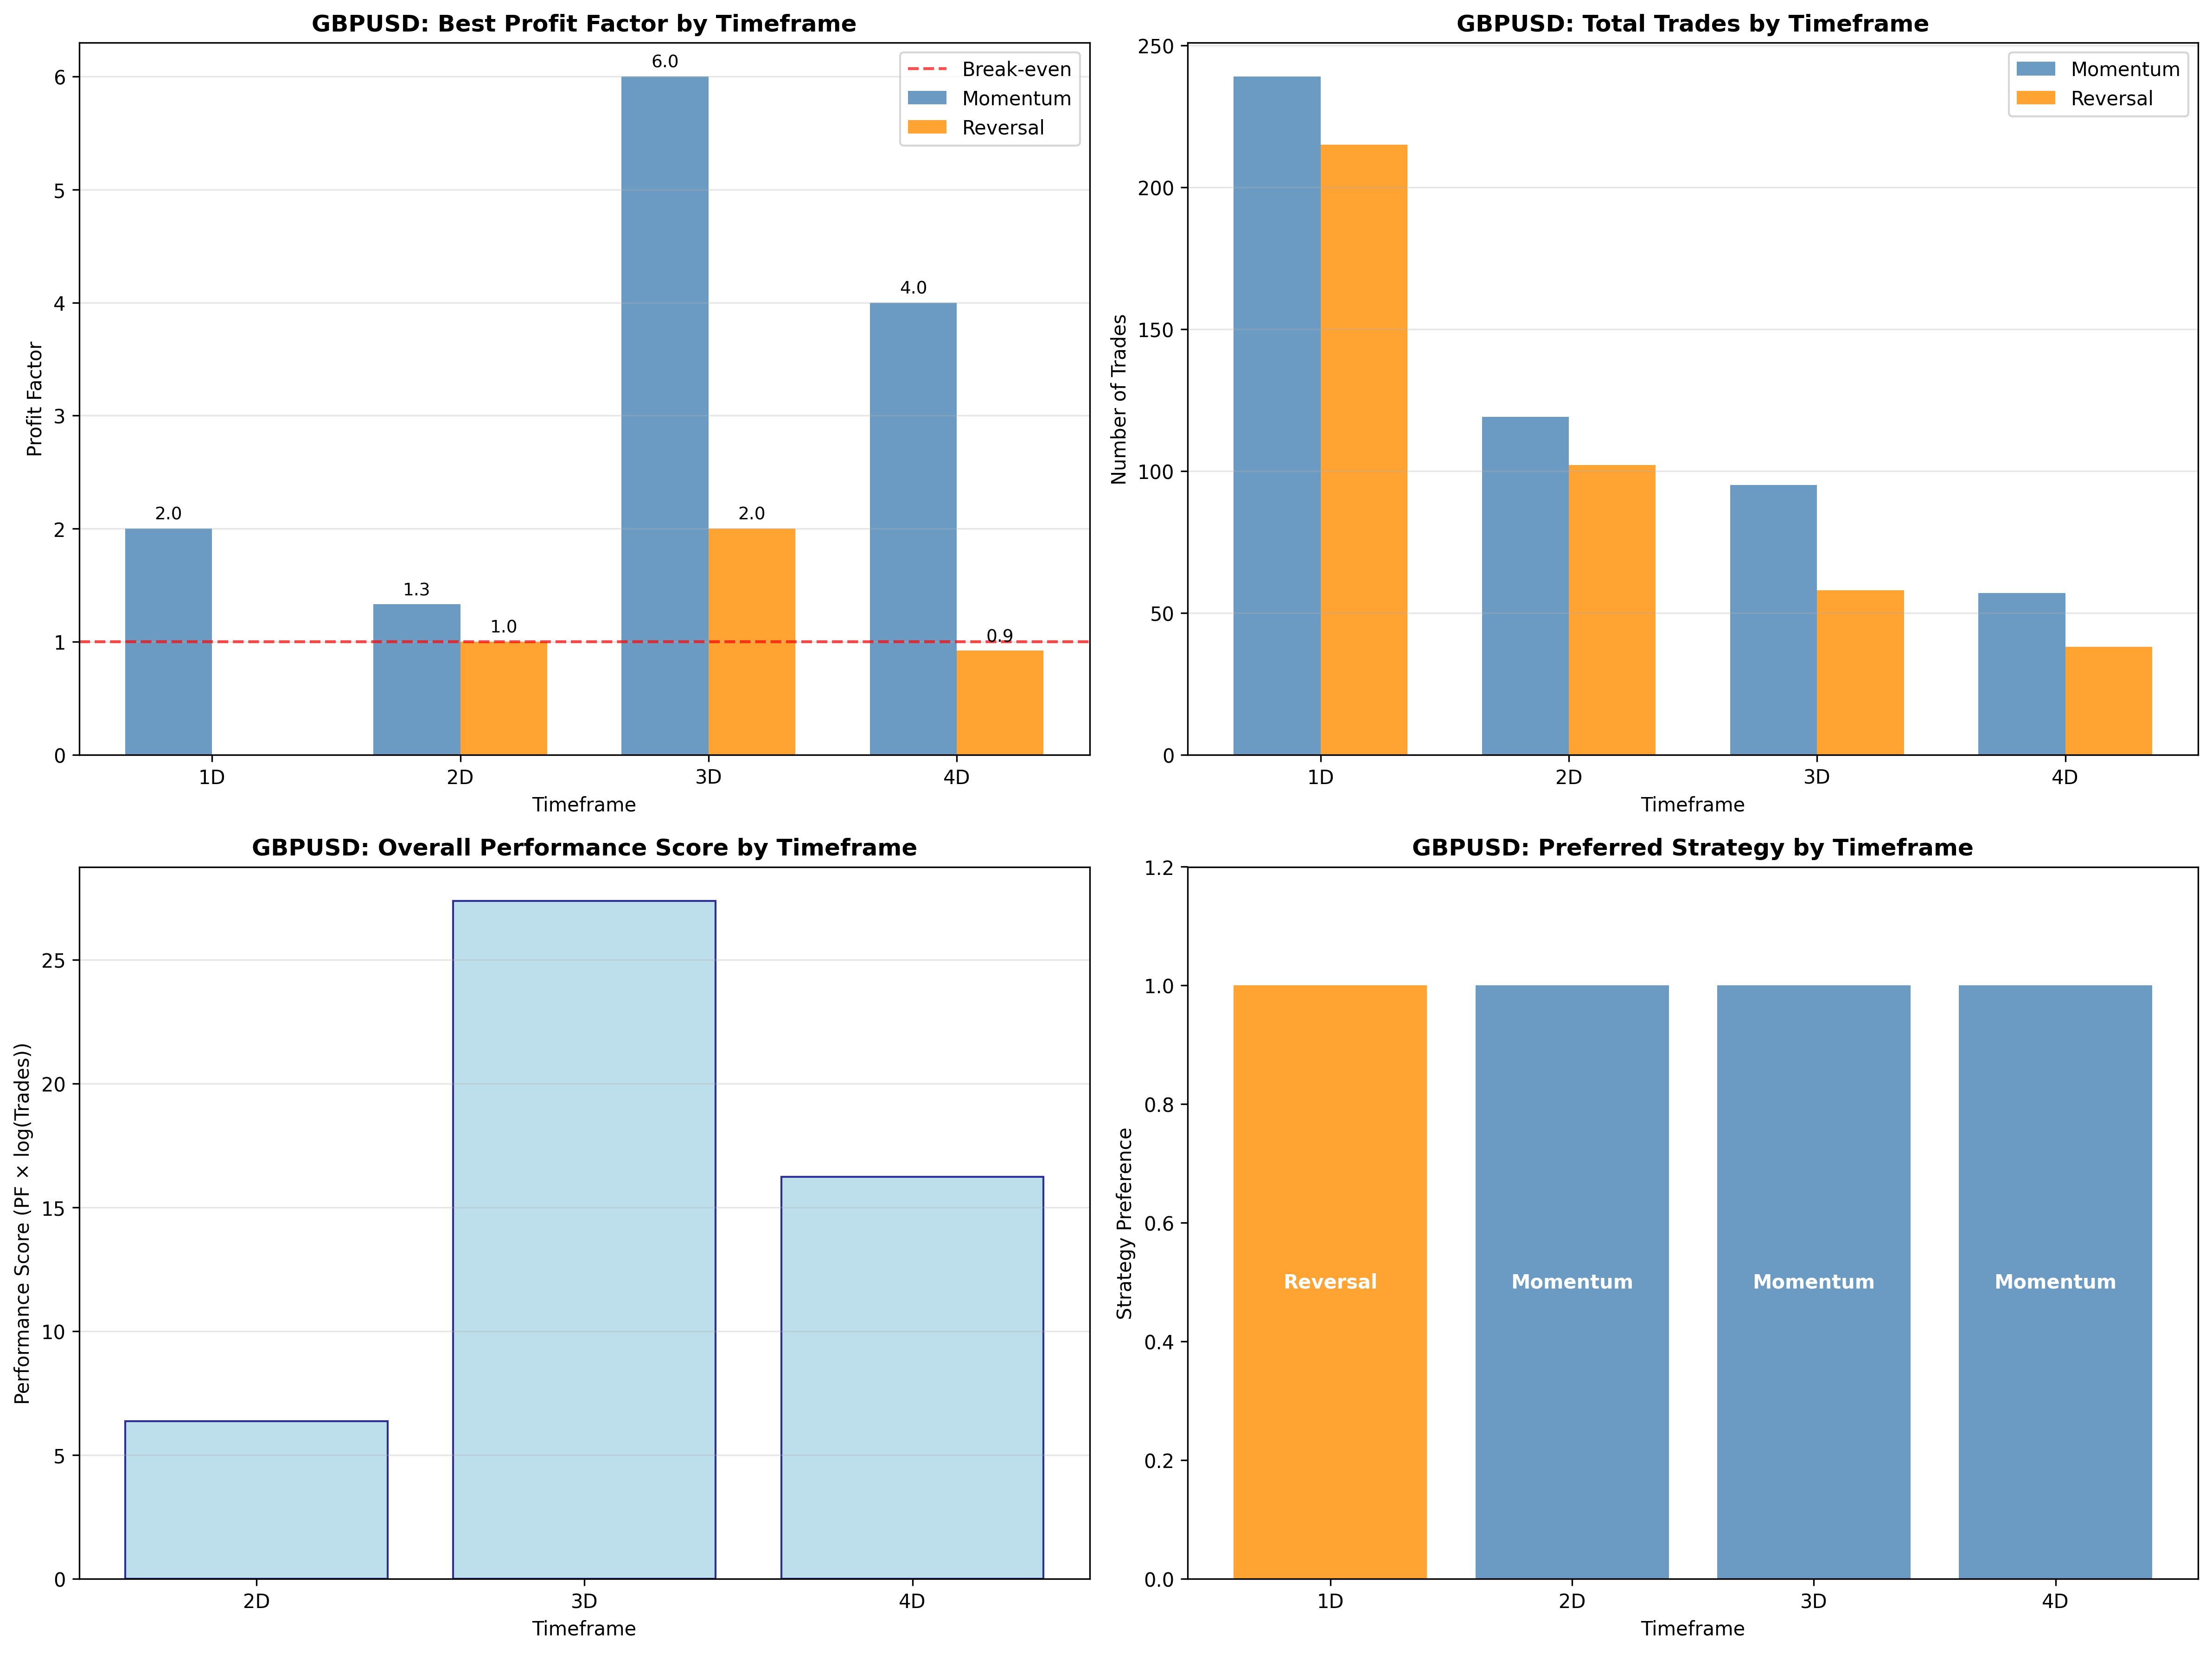 GBPUSD: Best Profit Factor by Timeframe
Profit Factor
6
5
4
3
2
1
0
2.0
1.3
1.0
6.0
2.0
4.0
0.9
Break-even
Momentum
Reversal
1D 2D 3D 4D
Timeframe
GBPUSD: Total Trades by Timeframe
Number of Trades
250
200
150
100
50
0
Momentum
Reversal
1D 2D 3D 4D
Timeframe
GBPUSD: Overall Performance Score by Timeframe
Performance Score (PF × log(Trades))
25
20
15
10
5
0
2D 3D 4D
Timeframe
GBPUSD: Preferred Strategy by Timeframe
Strategy Preference
1.2
1.0
0.8
0.6
0.4
0.2
0.0
Reversal Momentum Momentum Momentum
1D 2D 3D 4D
Timeframe